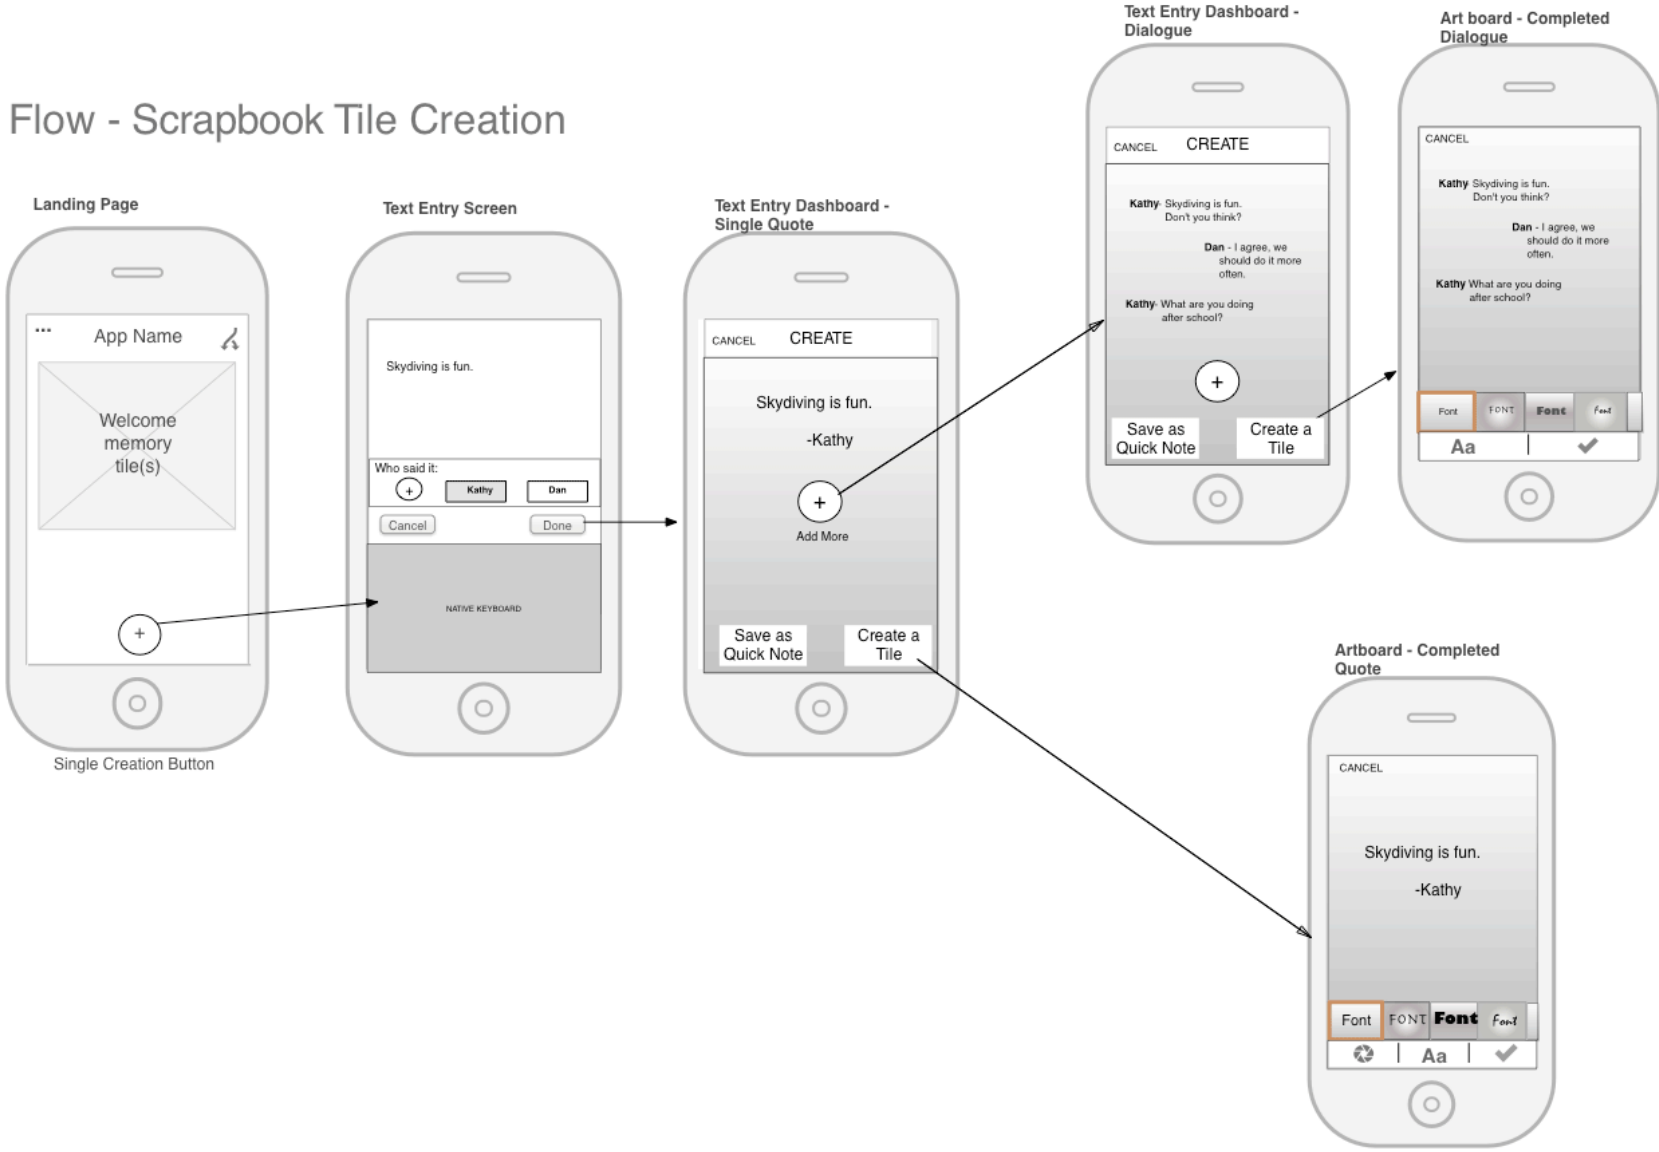 Flow - Scrapbook Tile Creation
Landing Page
...
App Name
Welcome
memory
tile(s)
+
Single Creation Button
Text Entry Screen
Skydiving is fun.
Who said it:
+ Kathy Dan
Cancel Done
NATIVE KEYBOARD
Text Entry Dashboard -
Single Quote
CANCEL CREATE
Skydiving is fun.
-Kathy
+
Add More
Save as
Quick Note
Create a
Tile
Text Entry Dashboard -
Dialogue
CANCEL CREATE
Kathy- Skydiving is fun.
Don't you think?
Dan - I agree, we
should do it more
often.
Kathy- What are you doing
after school?
+
Save as
Quick Note
Create a
Tile
Art board - Completed
Dialogue
CANCEL
Kathy Skydiving is fun.
Don't you think?
Dan - I agree, we
should do it more
often.
Kathy What are you doing
after school?
Font FONT Font Font
Aa |
Artboard - Completed
Quote
CANCEL
Skydiving is fun.
-Kathy
Font FONT Font Font
| Aa |